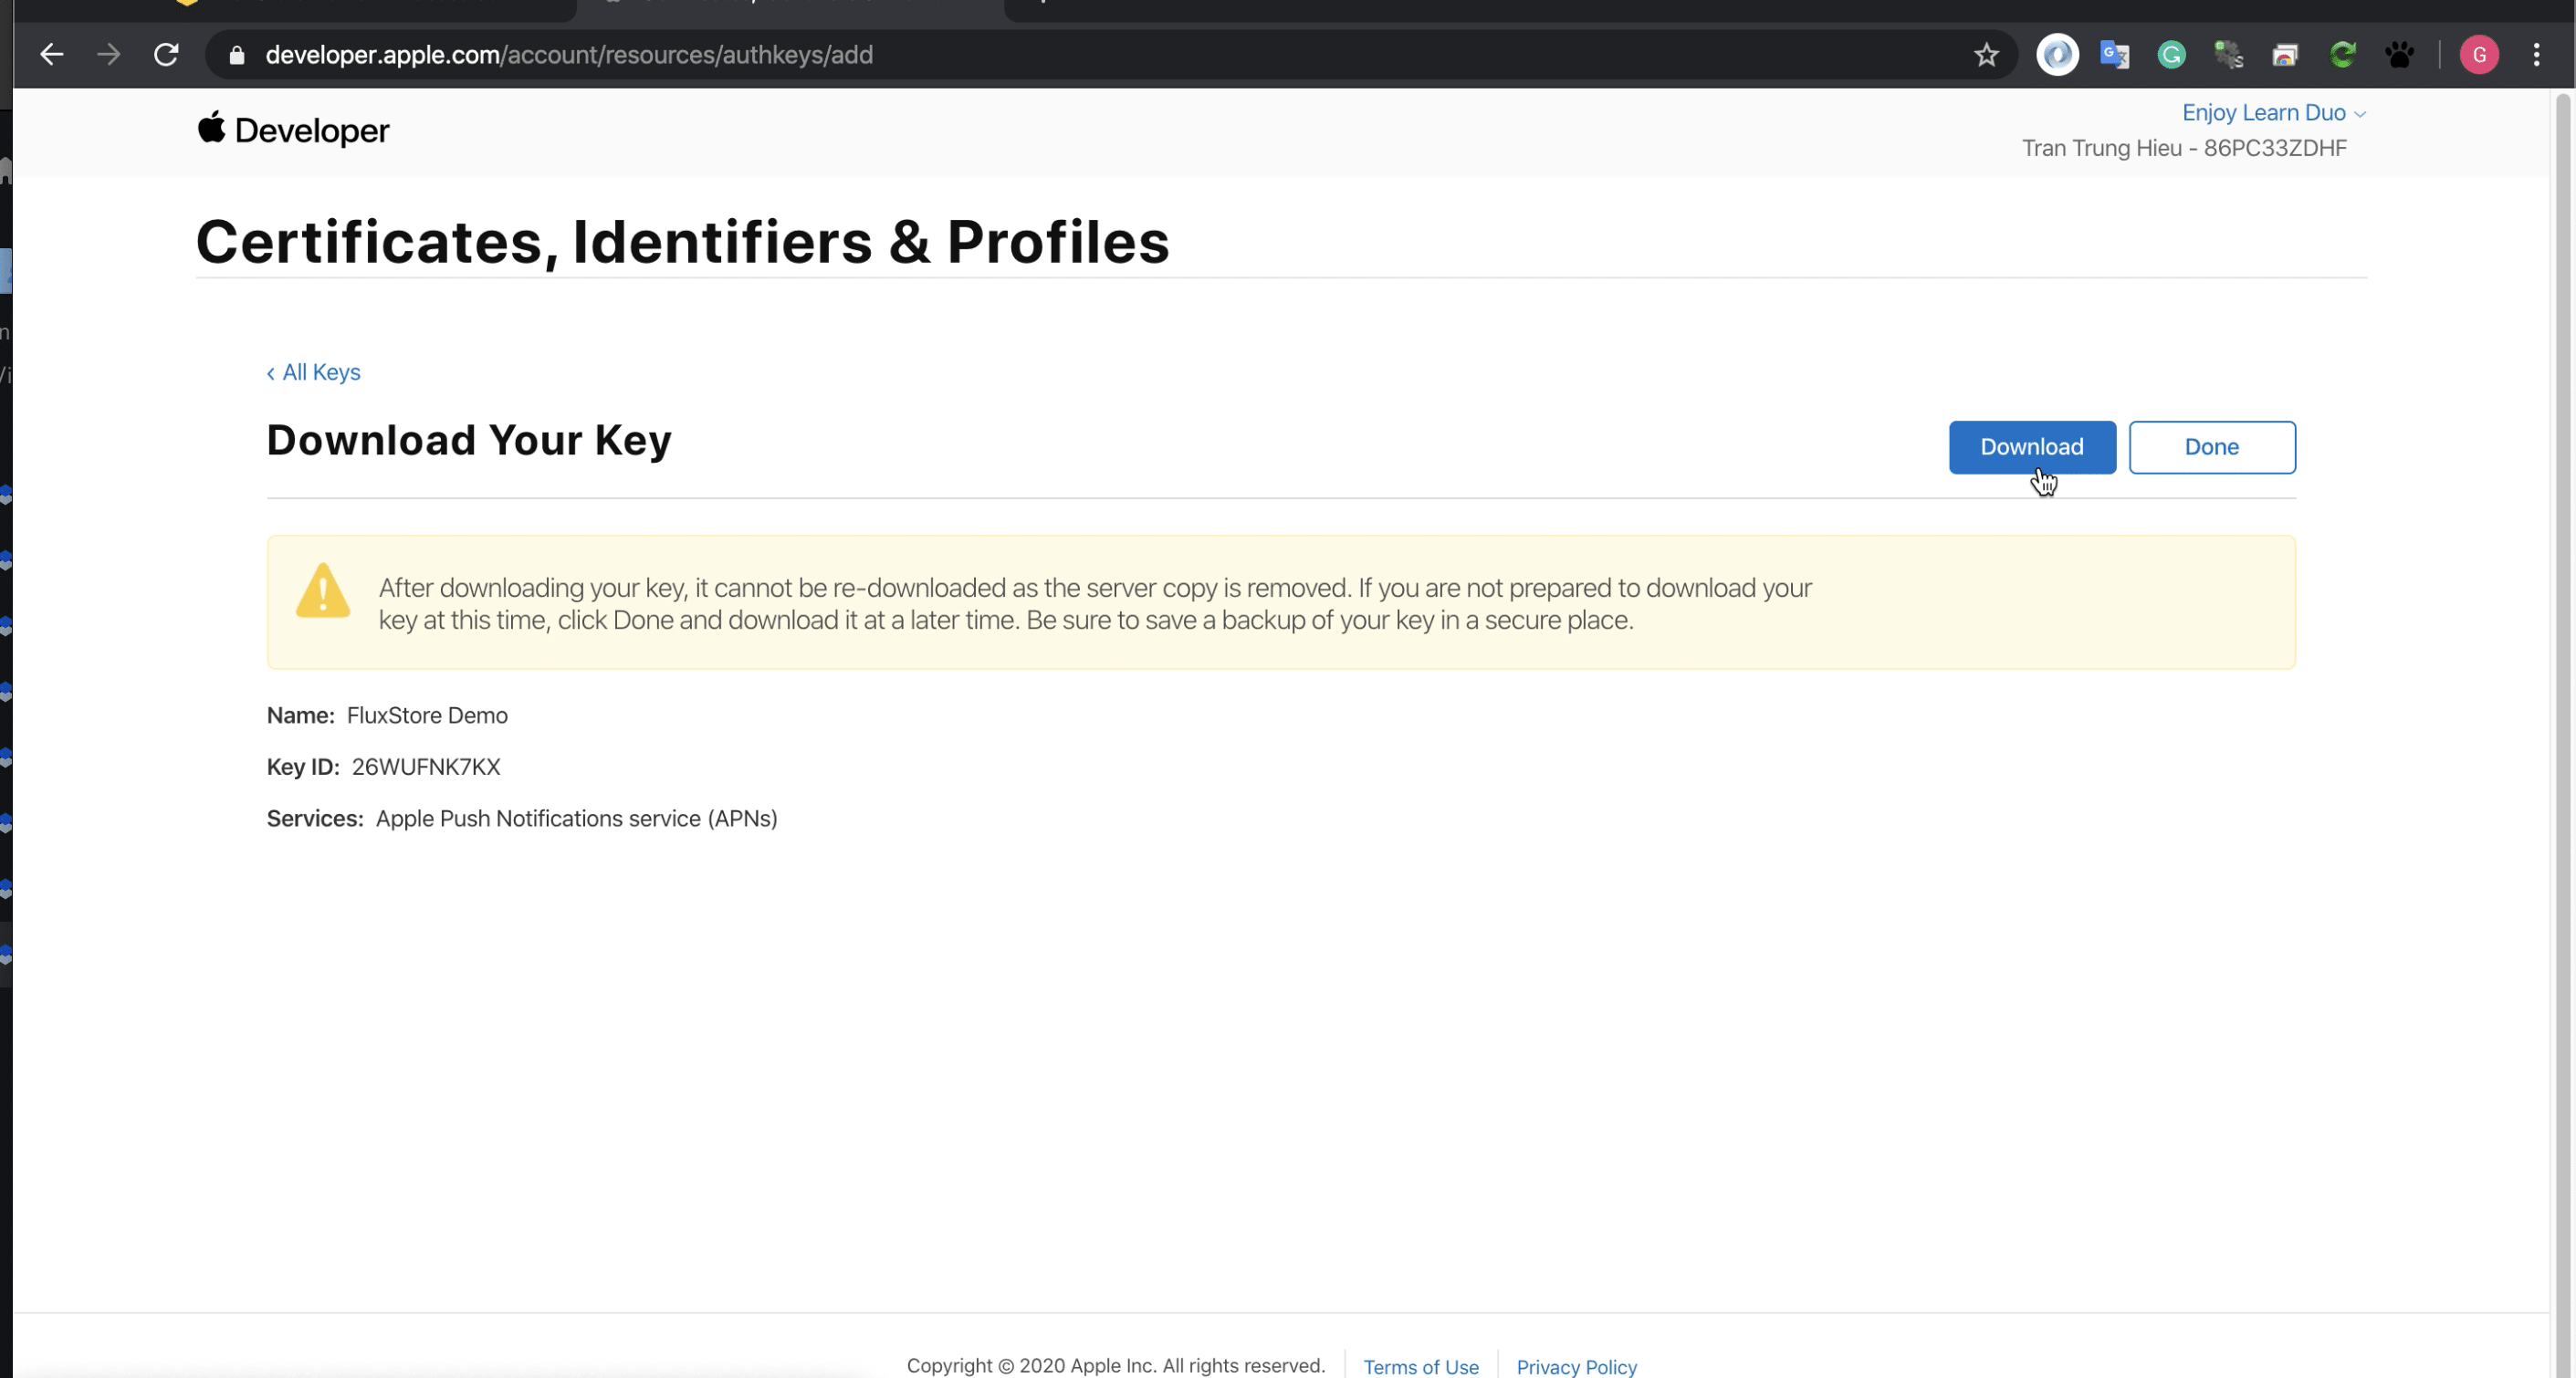 developer.apple.com/account/resources/authkeys/add
G
Developer
Enjoy Learn Duo
Tran Trung Hieu - 86PC33ZDHF
Certificates, Identifiers & Profiles
‹ All Keys
Download Your Key
Download
Done
After downloading your key, it cannot be re-downloaded as the server copy is removed. If you are not prepared to download your
key at this time, click Done and download it at a later time. Be sure to save a backup of your key in a secure place.
Name: FluxStore Demo
Key ID: 26WUFNK7KX
Services: Apple Push Notifications service (APNs)
Copyright © 2020 Apple Inc. All rights reserved.
Terms of Use
Privacy Policy